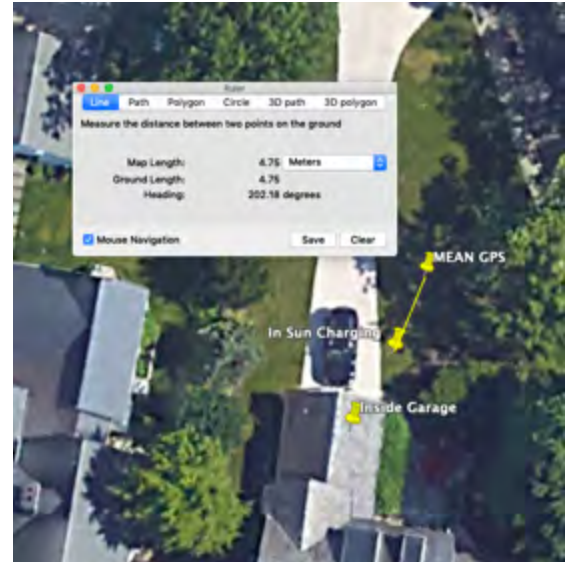 Ruler
Line Path Polygon Circle 3D path 3D polygon
Measure the distance between two points on the ground
Map Length: 4.75 Meters
Ground Length: 4.75
Heading: 202.18 degrees
Mouse Navigation Save Clear
MEAN GPS
In Sun Charging
Inside Garage